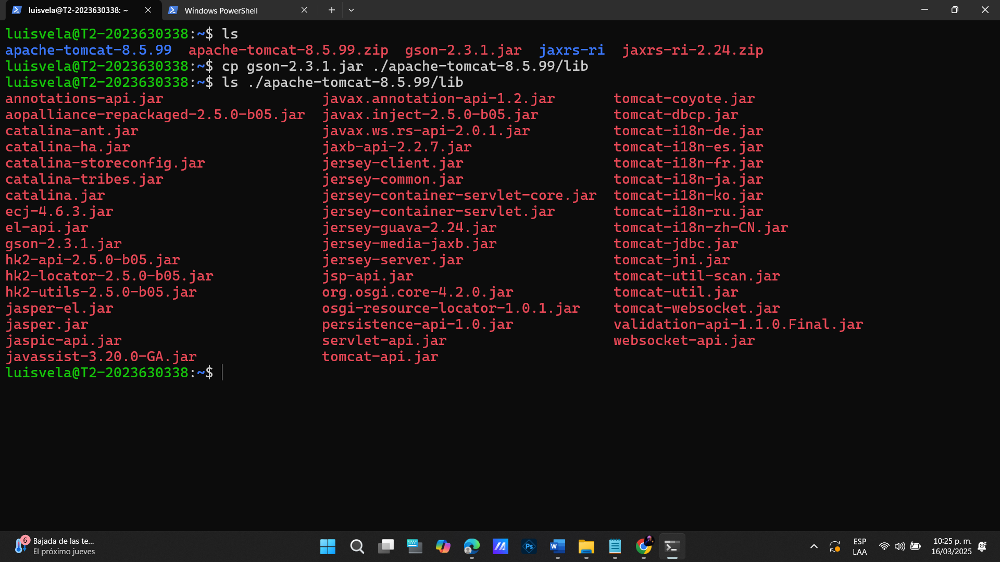 luisvela@T2-2023630338: ~
Windows PowerShell
luisvela@T2-2023630338:~$ ls
apache-tomcat-8.5.99  apache-tomcat-8.5.99.zip  gson-2.3.1.jar  jaxrs-ri  jaxrs-ri-2.24.zip
luisvela@T2-2023630338:~$ cp gson-2.3.1.jar ./apache-tomcat-8.5.99/lib
luisvela@T2-2023630338:~$ ls ./apache-tomcat-8.5.99/lib
annotations-api.jar  javax.annotation-api-1.2.jar  tomcat-coyote.jar
aopalliance-repackaged-2.5.0-b05.jar  javax.inject-2.5.0-b05.jar  tomcat-dbcp.jar
catalina-ant.jar  javax.ws.rs-api-2.0.1.jar  tomcat-i18n-de.jar
catalina-ha.jar  jaxb-api-2.2.7.jar  tomcat-i18n-es.jar
catalina-storeconfig.jar  jersey-client.jar  tomcat-i18n-fr.jar
catalina-tribes.jar  jersey-common.jar  tomcat-i18n-ja.jar
catalina.jar  jersey-container-servlet-core.jar  tomcat-i18n-ko.jar
ecj-4.6.3.jar  jersey-container-servlet.jar  tomcat-i18n-ru.jar
el-api.jar  jersey-guava-2.24.jar  tomcat-i18n-zh-CN.jar
gson-2.3.1.jar  jersey-media-jaxb.jar  tomcat-jdbc.jar
hk2-api-2.5.0-b05.jar  jersey-server.jar  tomcat-jni.jar
hk2-locator-2.5.0-b05.jar  jsp-api.jar  tomcat-util-scan.jar
hk2-utils-2.5.0-b05.jar  org.osgi.core-4.2.0.jar  tomcat-util.jar
jasper-el.jar  osgi-resource-locator-1.0.1.jar  tomcat-websocket.jar
jasper.jar  persistence-api-1.0.jar  validation-api-1.1.0.Final.jar
jaspic-api.jar  servlet-api.jar  websocket-api.jar
javassist-3.20.0-GA.jar  tomcat-api.jar
luisvela@T2-2023630338:~$
6
Bajada de las te...
El próximo jueves
Ps
W
ESP
LAA
10:25 p. m.
16/03/2025